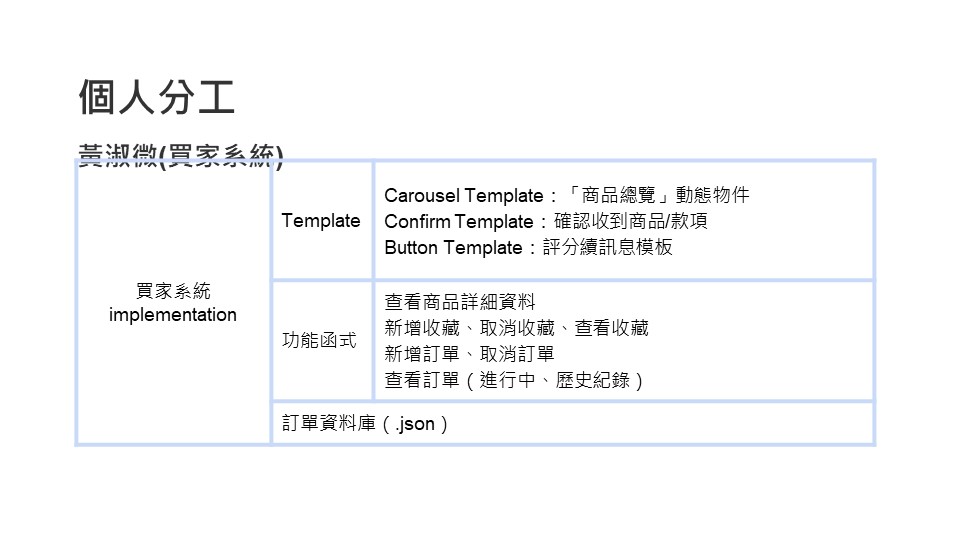 個人分工
黃淑微(買家系統)
買家系統
implementation
Template
Carousel Template：「商品總覽」動態物件
Confirm Template：確認收到商品/款項
Button Template：評分續訊息模板
功能函式
查看商品詳細資料
新增收藏、取消收藏、查看收藏
新增訂單、取消訂單
查看訂單（進行中、歷史紀錄）
訂單資料庫（.json）